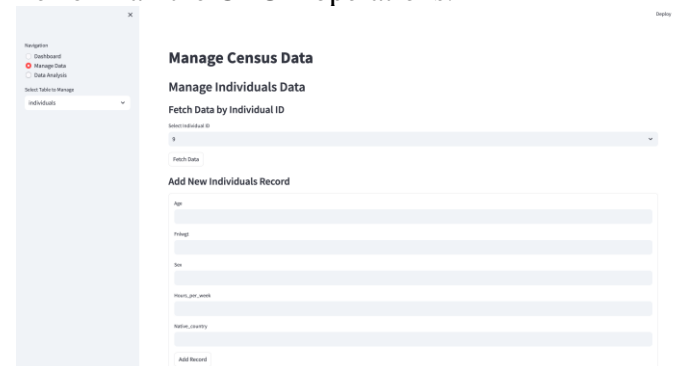 Deploy
Navigation
Dashboard
Manage Data
Data Analysis
Select Table to Manage
individuals
Manage Census Data
Manage Individuals Data
Fetch Data by Individual ID
Select Individual ID
9
Fetch Data
Add New Individuals Record
Age
Fnlwgt
Sex
Hours_per_week
Native_country
Add Record